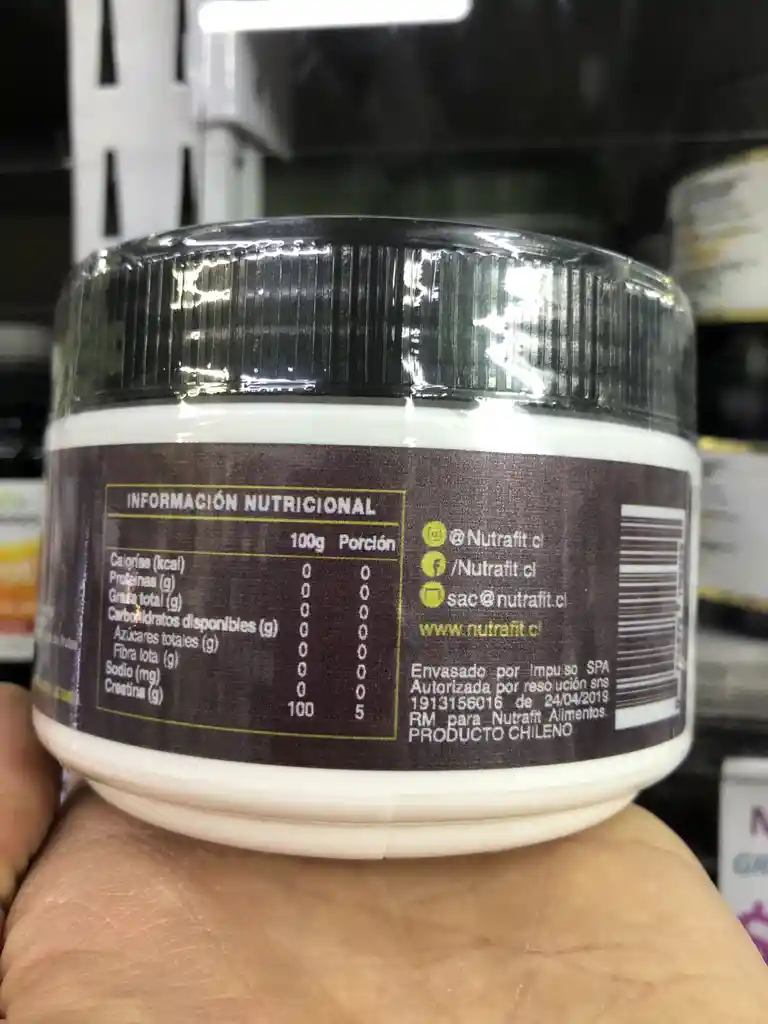 INFORMACIÓN NUTRICIONAL
100g Porción
Calorías (kcal) 0 0
Proteínas (g) 0 0
Grasa total (g) 0 0
Carbohidratos disponibles (g) 0 0
Azúcares totales (g) 0 0
Fibra tota (g) 0 0
Sodio (mg) 0 0
Creatina (g) 100 5
@Nutrafit.cl
/Nutrafit.cl
sac@nutrafit.cl
www.nutrafit.cl
Envasado por Impulso SPA
Autorizada por resolución sns
1913156016 de 24/04/2019
RM para Nutrafit Alimentos.
PRODUCTO CHILENO